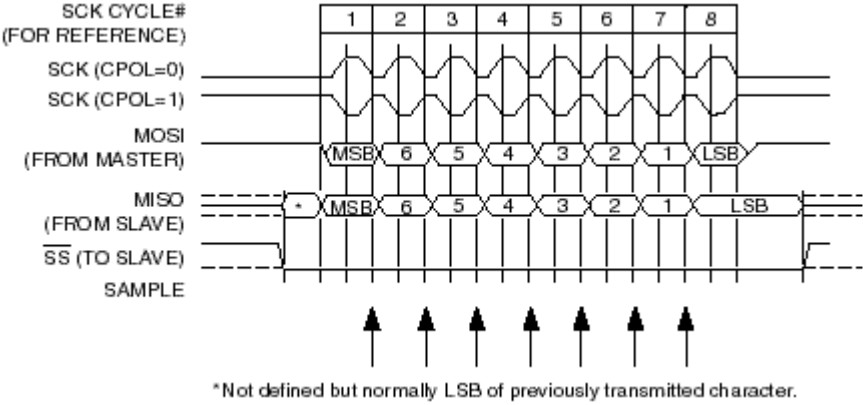 SCK CYCLE#
(FOR REFERENCE)
1 2 3 4 5 6 7 8
SCK (CPOL=0)
SCK (CPOL=1)
MOSI
(FROM MASTER)
MSB 6 5 4 3 2 1 LSB
MISO
(FROM SLAVE)
* MSB 6 5 4 3 2 1 LSB
SS (TO SLAVE)
SAMPLE
*Not defined but normally LSB of previously transmitted character.